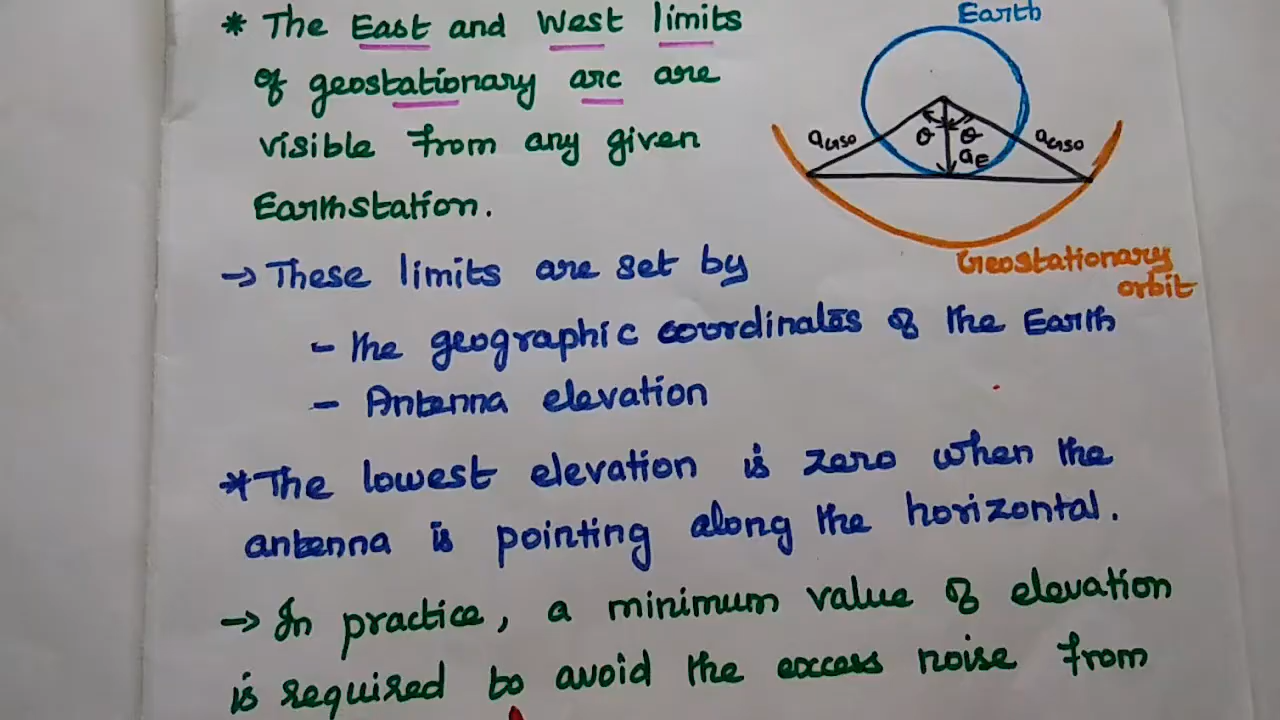 * The East and West limits
of geostationary arc are
visible from any given
Earthstation.
Earth
aGSO
θ
θ
aGSO
aE
Geostationary
orbit
→ These limits are set by
- the geographic coordinates of the Earth
- Antenna elevation
* The lowest elevation is zero when the
antenna is pointing along the horizontal.
→ In practice, a minimum value of elevation
is required to avoid the excess noise from